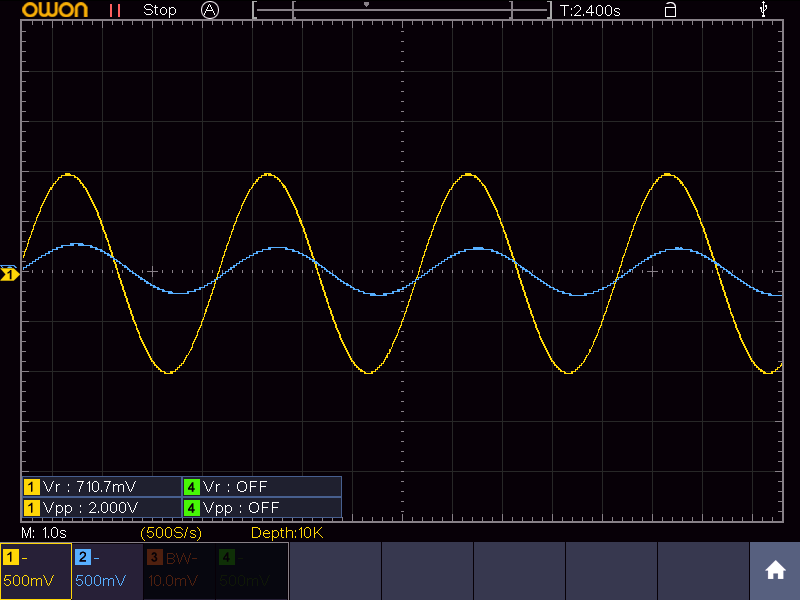 OWON Stop A T:2.400s
1
1 Vr : 710.7mV 4 Vr : OFF
1 Vpp : 2.000V 4 Vpp : OFF
M: 1.0s (500S/s) Depth:10K
1 - 2 - 3 BW- 4 -
500mV 500mV 10.0mV 500mV